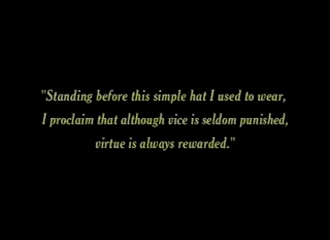 "Standing before this simple hat I used to wear,
I proclaim that although vice is seldom punished,
virtue is always rewarded."